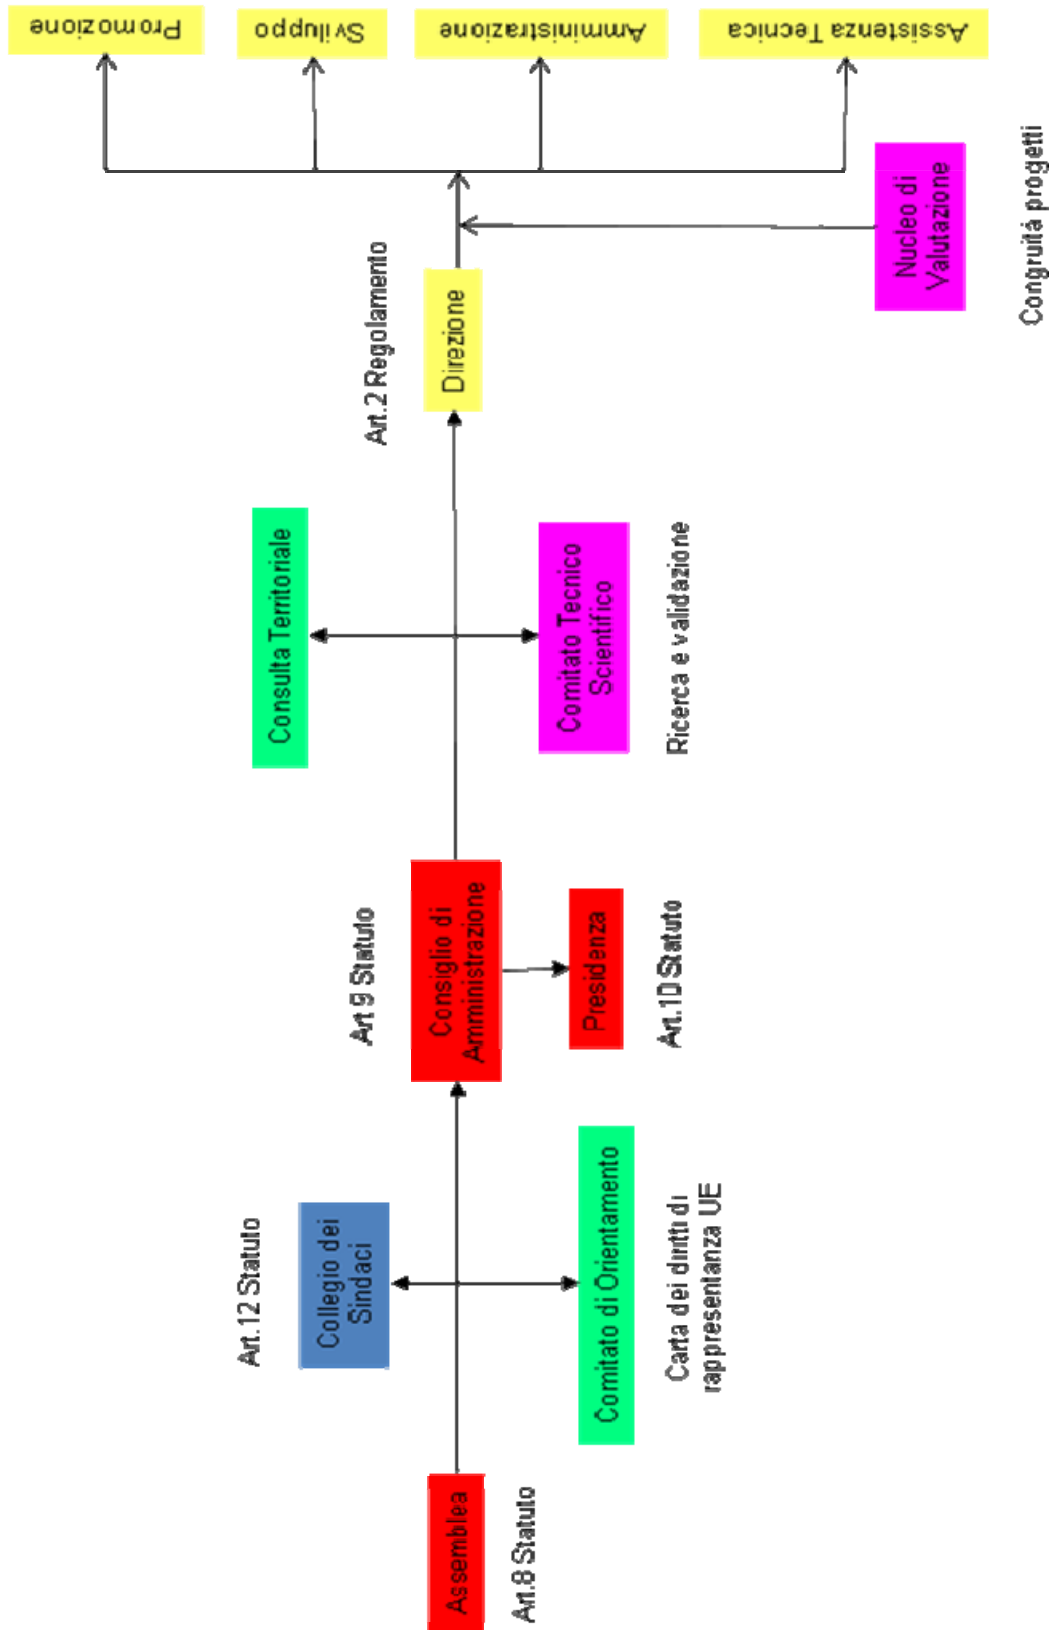 Assemblea
Art.8 Statuto
Art.12 Statuto
Collegio dei
Sindaci
Comitato di Orientamento
Carta dei diritti di
rappresentanza UE
Art 9 Statuto
Consiglio di
Amministrazione
Presidenza
Art.10 Statuto
Consulta Territoriale
Comitato Tecnico
Scientifico
Ricerca e validazione
Art.2 Regolamento
Direzione
Nucleo di
Valutazione
Congruità progetti
Promozione
Sviluppo
Amministrazione
Assistenza Tecnica